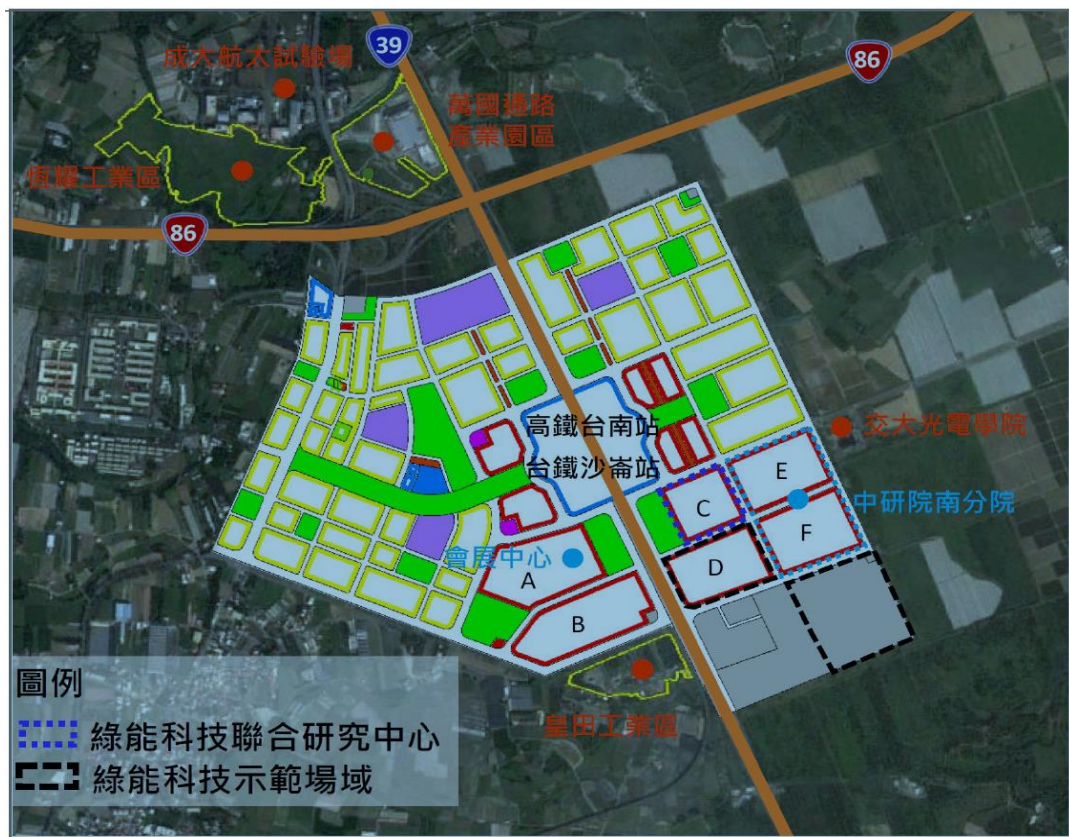 39
86
成大航太試驗場
萬國通路
產業園區
恆耀工業區
86
高鐵台南站
台鐵沙崙站
交大光電學院
E
C
中研院南分院
F
會展中心
A
D
B
皇田工業區
圖例
綠能科技聯合研究中心
綠能科技示範場域